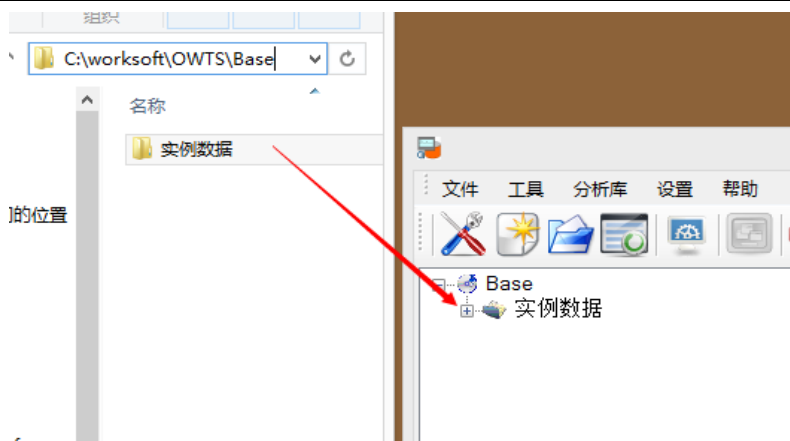 组织
C:\worksoft\OWTS\Base
名称
实例数据
的位置
文件 工具 分析库 设置 帮助
Base
实例数据